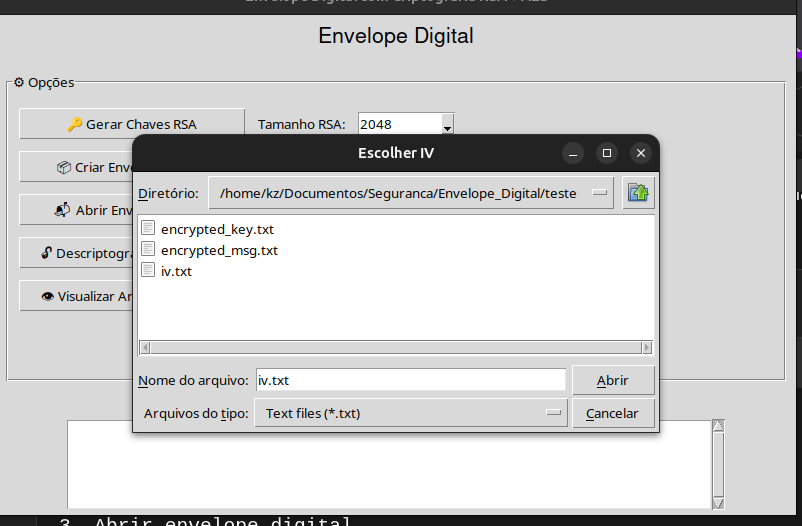 Envelope Digital
⚙ Opções
🔑 Gerar Chaves RSA Tamanho RSA: 2048
📦 Criar Enve
📬 Abrir Env
🔓 Descriptogra
👁 Visualizar Ar
Escolher IV
Diretório: /home/kz/Documentos/Seguranca/Envelope_Digital/teste
encrypted_key.txt
encrypted_msg.txt
iv.txt
Nome do arquivo: iv.txt Abrir
Arquivos do tipo: Text files (*.txt) Cancelar
3. Abrir envelope digital